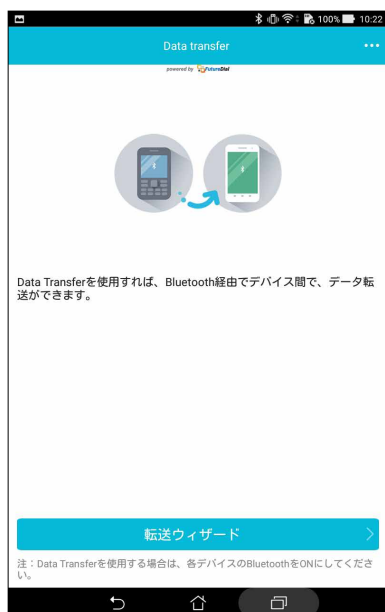 100% 10:22
Data transfer
powered by FutureDial
Data Transferを使用すれば、Bluetooth経由でデバイス間で、データ転
送ができます。
転送ウィザード
注：Data Transferを使用する場合は、各デバイスのBluetoothをONにしてくださ
い。